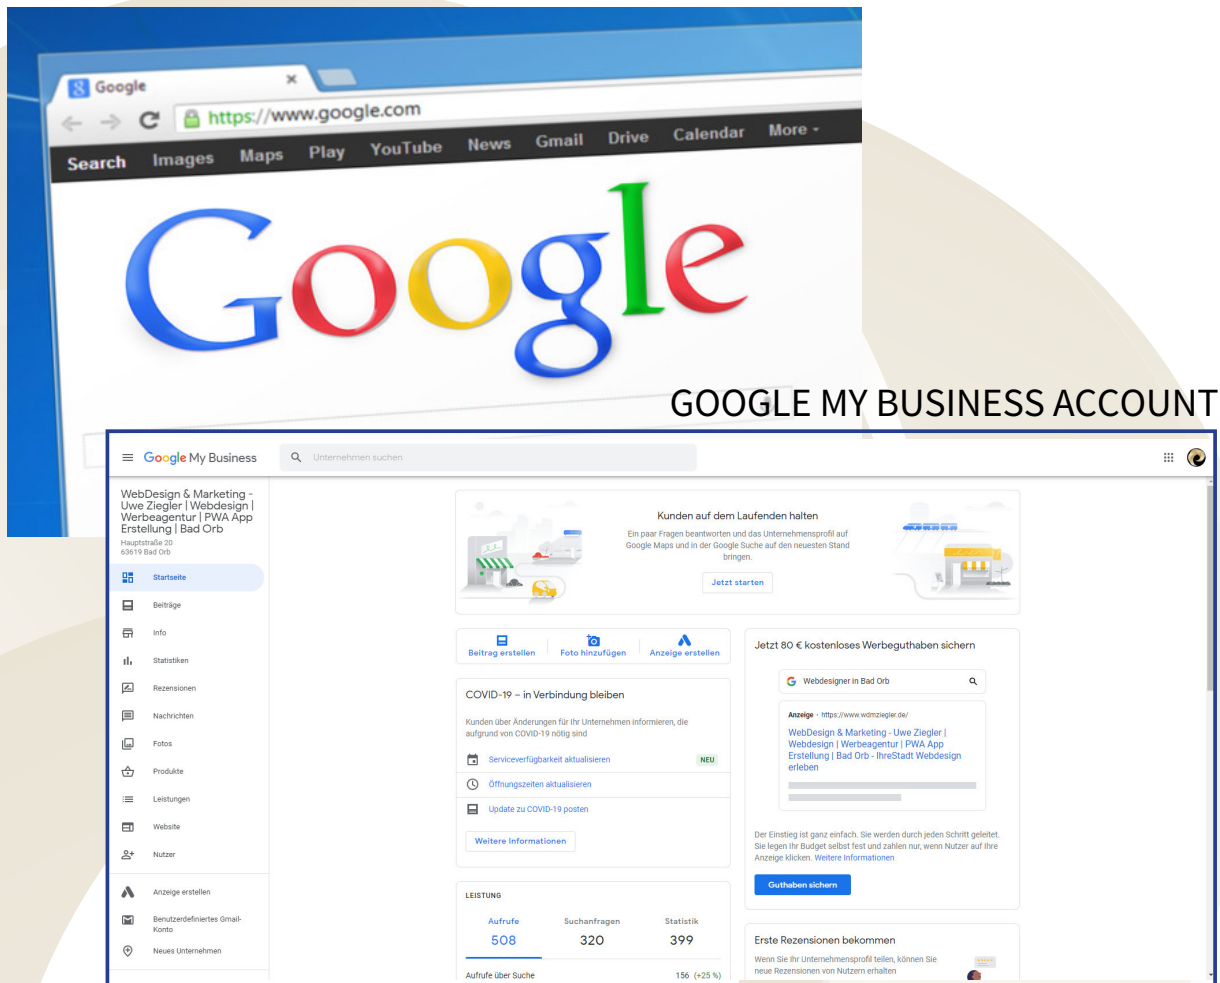 Google
https://www.google.com
Search Images Maps Play YouTube News Gmail Drive Calendar More
Google
GOOGLE MY BUSINESS ACCOUNT
Google My Business
Unternehmen suchen
WebDesign & Marketing -
Uwe Ziegler | Webdesign |
Werbeagentur | PWA App
Erstellung | Bad Orb
Hauptstraße 20
63619 Bad Orb
Startseite
Beiträge
Info
Statistiken
Rezensionen
Nachrichten
Fotos
Produkte
Leistungen
Website
Nutzer
Anzeige erstellen
Benutzerdefiniertes Gmail-
Konto
Neues Unternehmen
Kunden auf dem Laufenden halten
Ein paar Fragen beantworten und das Unternehmensprofil auf
Google Maps und in der Google Suche auf den neuesten Stand
bringen.
Jetzt starten
Beitrag erstellen
Foto hinzufügen
Anzeige erstellen
COVID-19 – in Verbindung bleiben
Kunden über Änderungen für Ihr Unternehmen informieren, die
aufgrund von COVID-19 nötig sind
Serviceverfügbarkeit aktualisieren NEU
Öffnungszeiten aktualisieren
Update zu COVID-19 posten
Weitere Informationen
LEISTUNG
Aufrufe Suchanfragen Statistik
508 320 399
Aufrufe über Suche 156 (+25 %)
Jetzt 80 € kostenloses Werbeguthaben sichern
Webdesigner in Bad Orb
Anzeige · https://www.wdmziegler.de/
WebDesign & Marketing - Uwe Ziegler |
Webdesign | Werbeagentur | PWA App
Erstellung | Bad Orb - IhreStadt Webdesign
erleben
Der Einstieg ist ganz einfach. Sie werden durch jeden Schritt geleitet.
Sie legen Ihr Budget selbst fest und zahlen nur, wenn Nutzer auf Ihre
Anzeige klicken. Weitere Informationen
Guthaben sichern
Erste Rezensionen bekommen
Wenn Sie Ihr Unternehmensprofil teilen, können Sie
neue Rezensionen von Nutzern erhalten